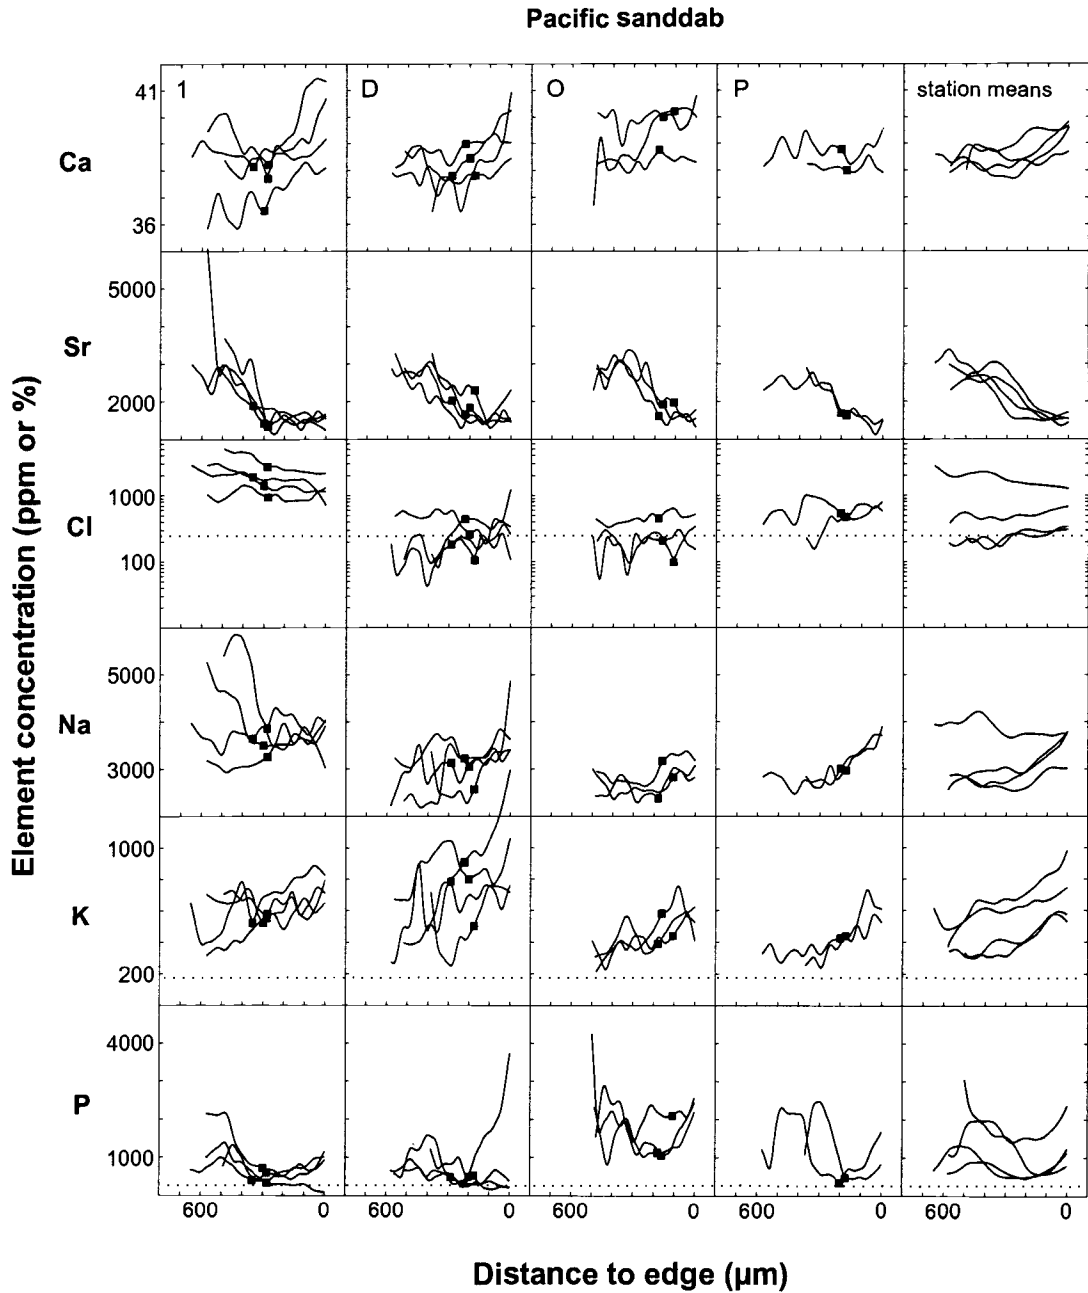 Pacific sanddab
1 D O P station means
Ca
41
36
Sr
5000
2000
Cl
1000
100
Na
5000
3000
K
1000
200
P
4000
1000
600 0 600 0 600 0 600 0 600 0
Element concentration (ppm or %)
Distance to edge (µm)